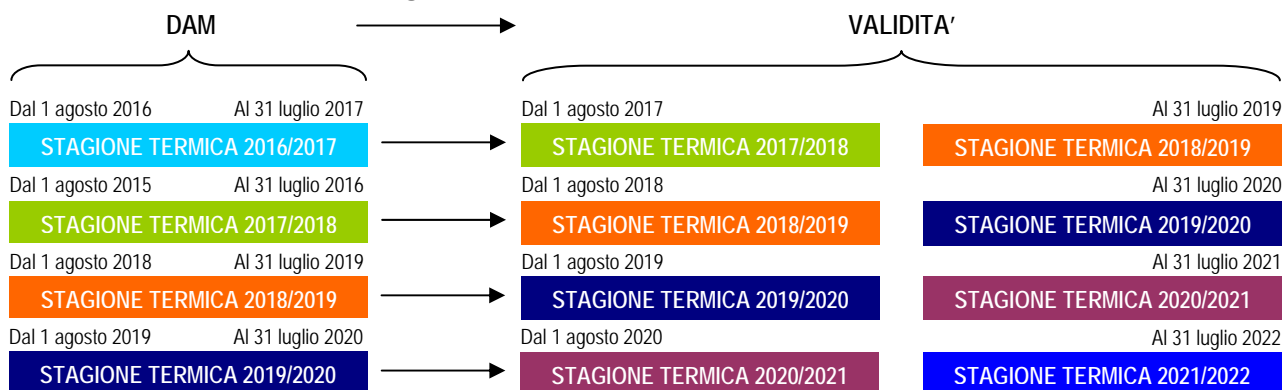 DAM VALIDITA’
Dal 1 agosto 2016 Al 31 luglio 2017 Dal 1 agosto 2017 Al 31 luglio 2019
STAGIONE TERMICA 2016/2017 STAGIONE TERMICA 2017/2018 STAGIONE TERMICA 2018/2019
Dal 1 agosto 2015 Al 31 luglio 2016 Dal 1 agosto 2018 Al 31 luglio 2020
STAGIONE TERMICA 2017/2018 STAGIONE TERMICA 2018/2019 STAGIONE TERMICA 2019/2020
Dal 1 agosto 2018 Al 31 luglio 2019 Dal 1 agosto 2019 Al 31 luglio 2021
STAGIONE TERMICA 2018/2019 STAGIONE TERMICA 2019/2020 STAGIONE TERMICA 2020/2021
Dal 1 agosto 2019 Al 31 luglio 2020 Dal 1 agosto 2020 Al 31 luglio 2022
STAGIONE TERMICA 2019/2020 STAGIONE TERMICA 2020/2021 STAGIONE TERMICA 2021/2022